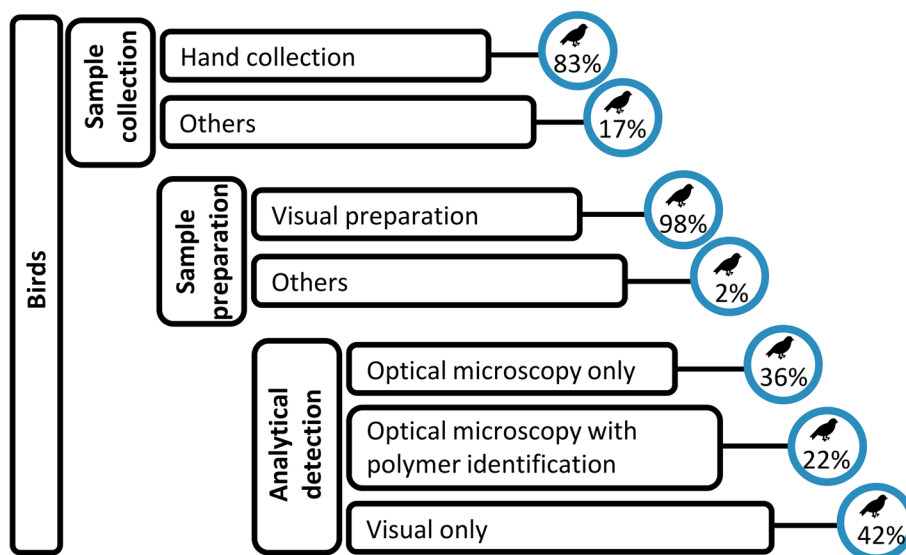 Birds
Sample
collection
Hand collection
83%
Others
17%
Sample
preparation
Visual preparation
98%
Others
2%
Analytical
detection
Optical microscopy only
36%
Optical microscopy with
polymer identification
22%
Visual only
42%